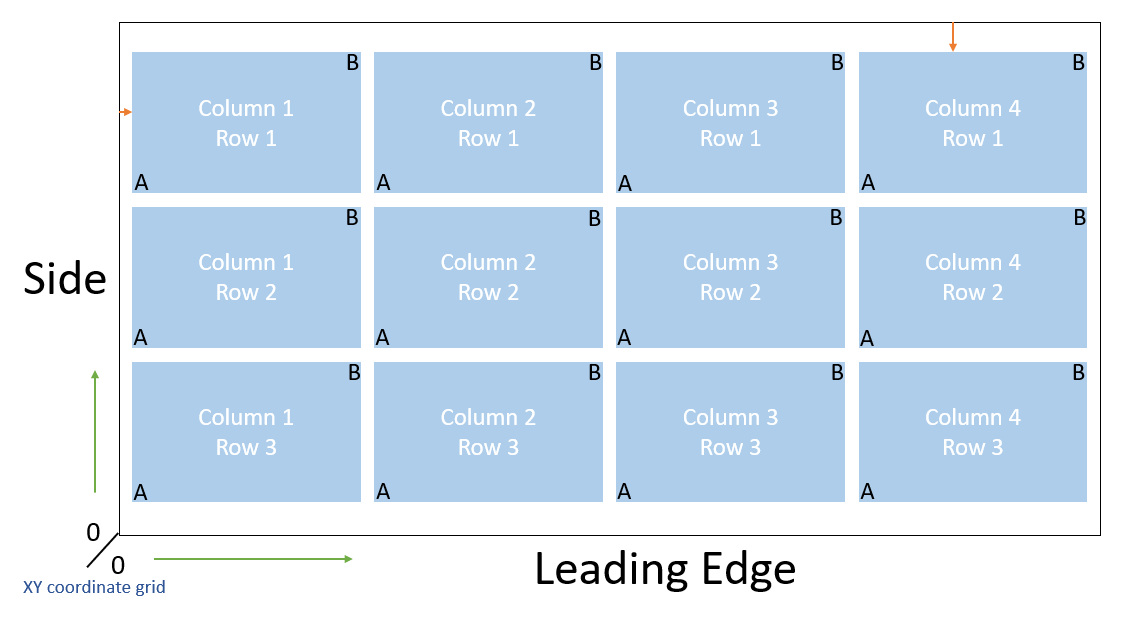 B B B B
Column 1 Column 2 Column 3 Column 4
Row 1 Row 1 Row 1 Row 1
A A A A
B B B B
Column 1 Column 2 Column 3 Column 4
Row 2 Row 2 Row 2 Row 2
Side
A A A A
B B B B
Column 1 Column 2 Column 3 Column 4
Row 3 Row 3 Row 3 Row 3
A A A A
0
0
Leading Edge
XY coordinate grid